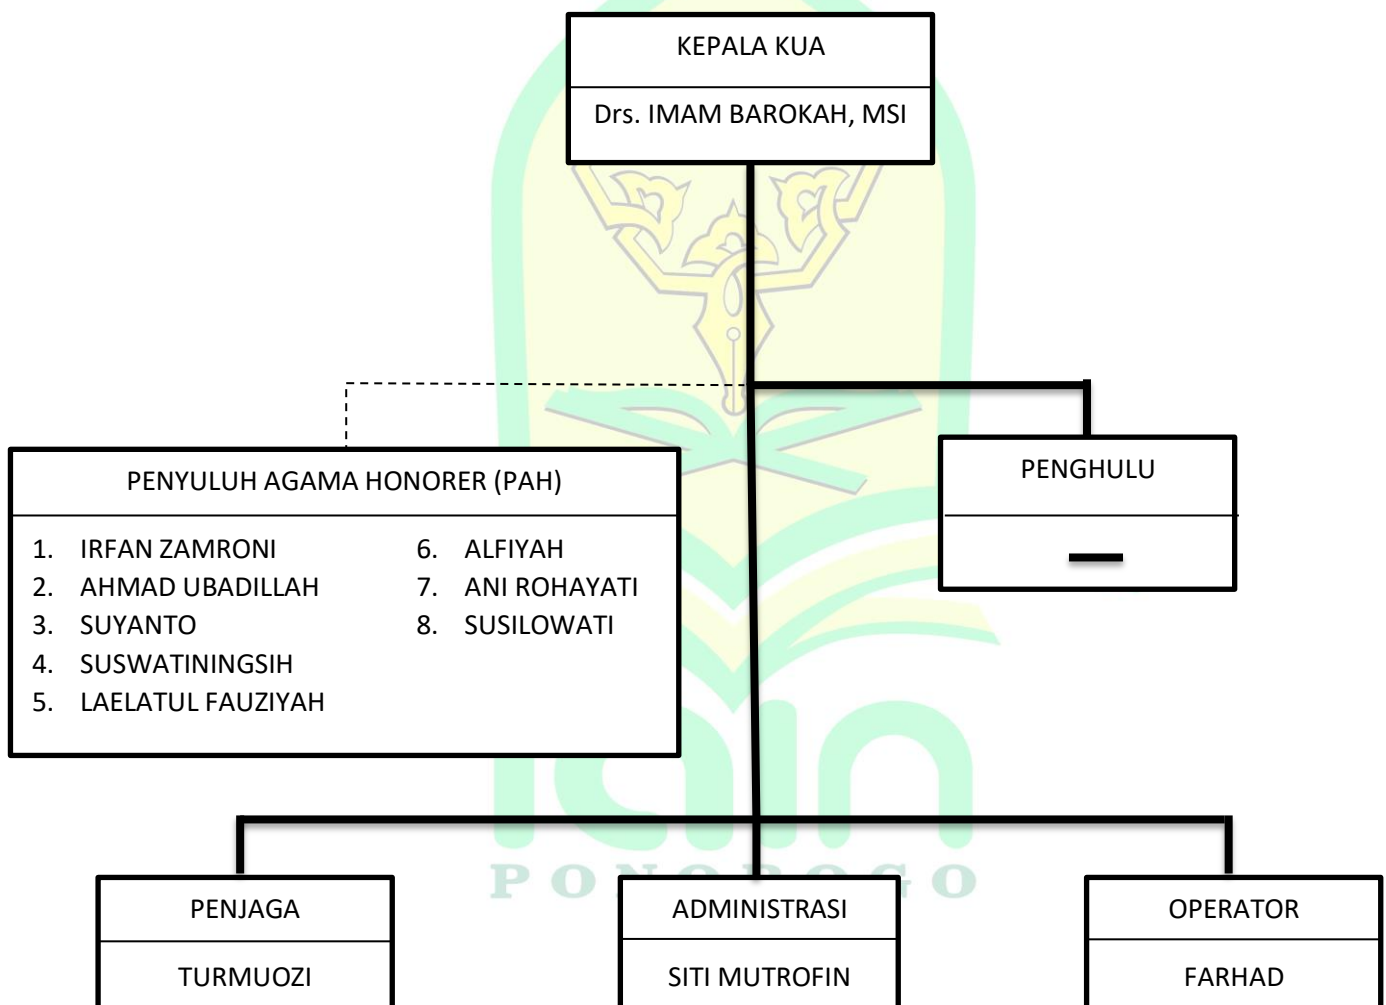 KEPALA KUA
Drs. IMAM BAROKAH, MSI
PENYULUH AGAMA HONORER (PAH)
1. IRFAN ZAMRONI
2. AHMAD UBADILLAH
3. SUYANTO
4. SUSWATININGSIH
5. LAELATUL FAUZIYAH
6. ALFIYAH
7. ANI ROHAYATI
8. SUSILOWATI
PENGHULU
iain
PONOROGO
PENJAGA
TURMUOZI
ADMINISTRASI
SITI MUTROFIN
OPERATOR
FARHAD